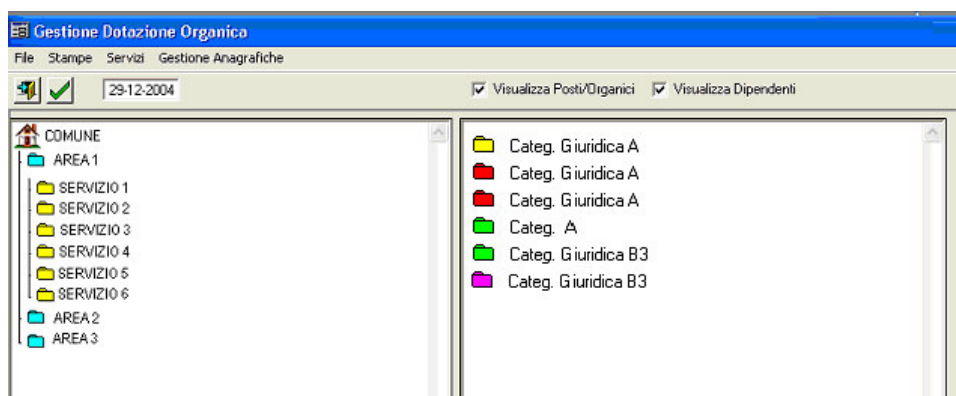 Gestione Dotazione Organica
File Stampe Servizi Gestione Anagrafiche
29-12-2004 Visualizza Posti/Organici Visualizza Dipendenti
COMUNE
AREA 1
SERVIZIO 1
SERVIZIO 2
SERVIZIO 3
SERVIZIO 4
SERVIZIO 5
SERVIZIO 6
AREA 2
AREA 3
Categ. Giuridica A
Categ. Giuridica A
Categ. Giuridica A
Categ. A
Categ. Giuridica B3
Categ. Giuridica B3